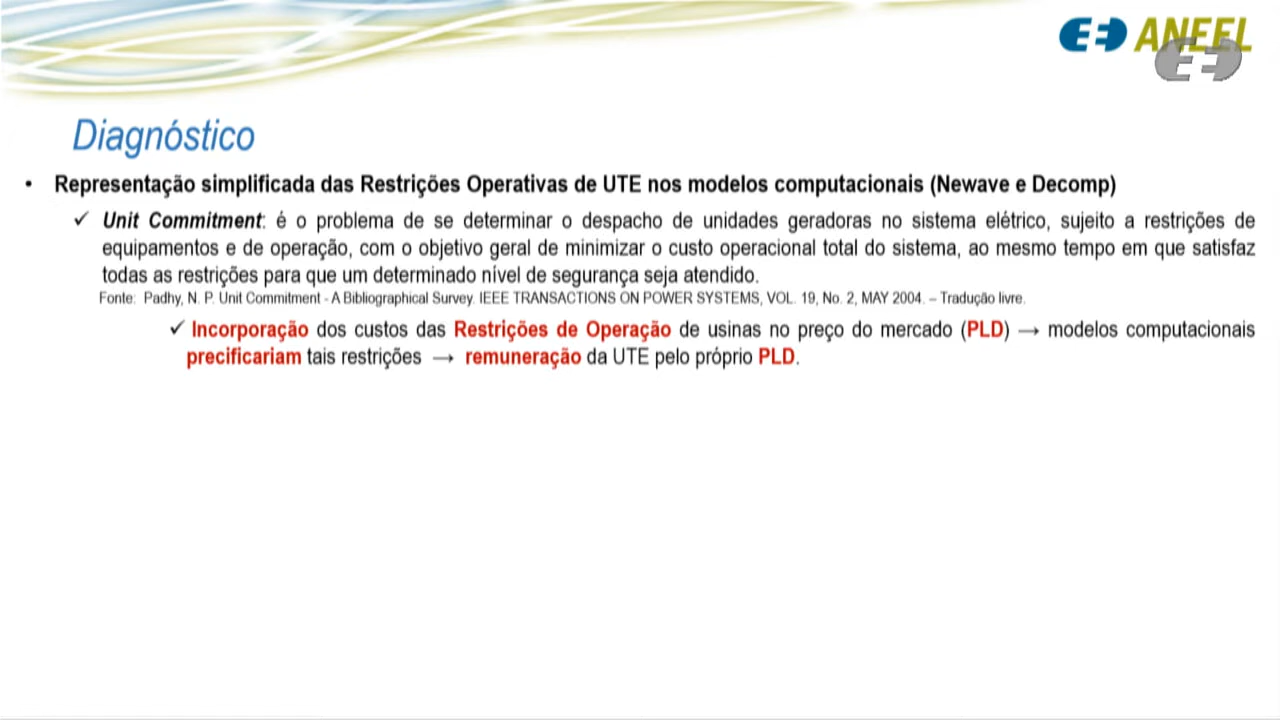 ANEEL
Diagnóstico
• Representação simplificada das Restrições Operativas de UTE nos modelos computacionais (Newave e Decomp)
✓ Unit Commitment: é o problema de se determinar o despacho de unidades geradoras no sistema elétrico, sujeito a restrições de
equipamentos e de operação, com o objetivo geral de minimizar o custo operacional total do sistema, ao mesmo tempo em que satisfaz
todas as restrições para que um determinado nível de segurança seja atendido.
Fonte: Padhy, N. P. Unit Commitment - A Bibliographical Survey. IEEE TRANSACTIONS ON POWER SYSTEMS, VOL. 19, No. 2, MAY 2004. – Tradução livre.
✓ Incorporação dos custos das Restrições de Operação de usinas no preço do mercado (PLD) → modelos computacionais
precificariam tais restrições → remuneração da UTE pelo próprio PLD.